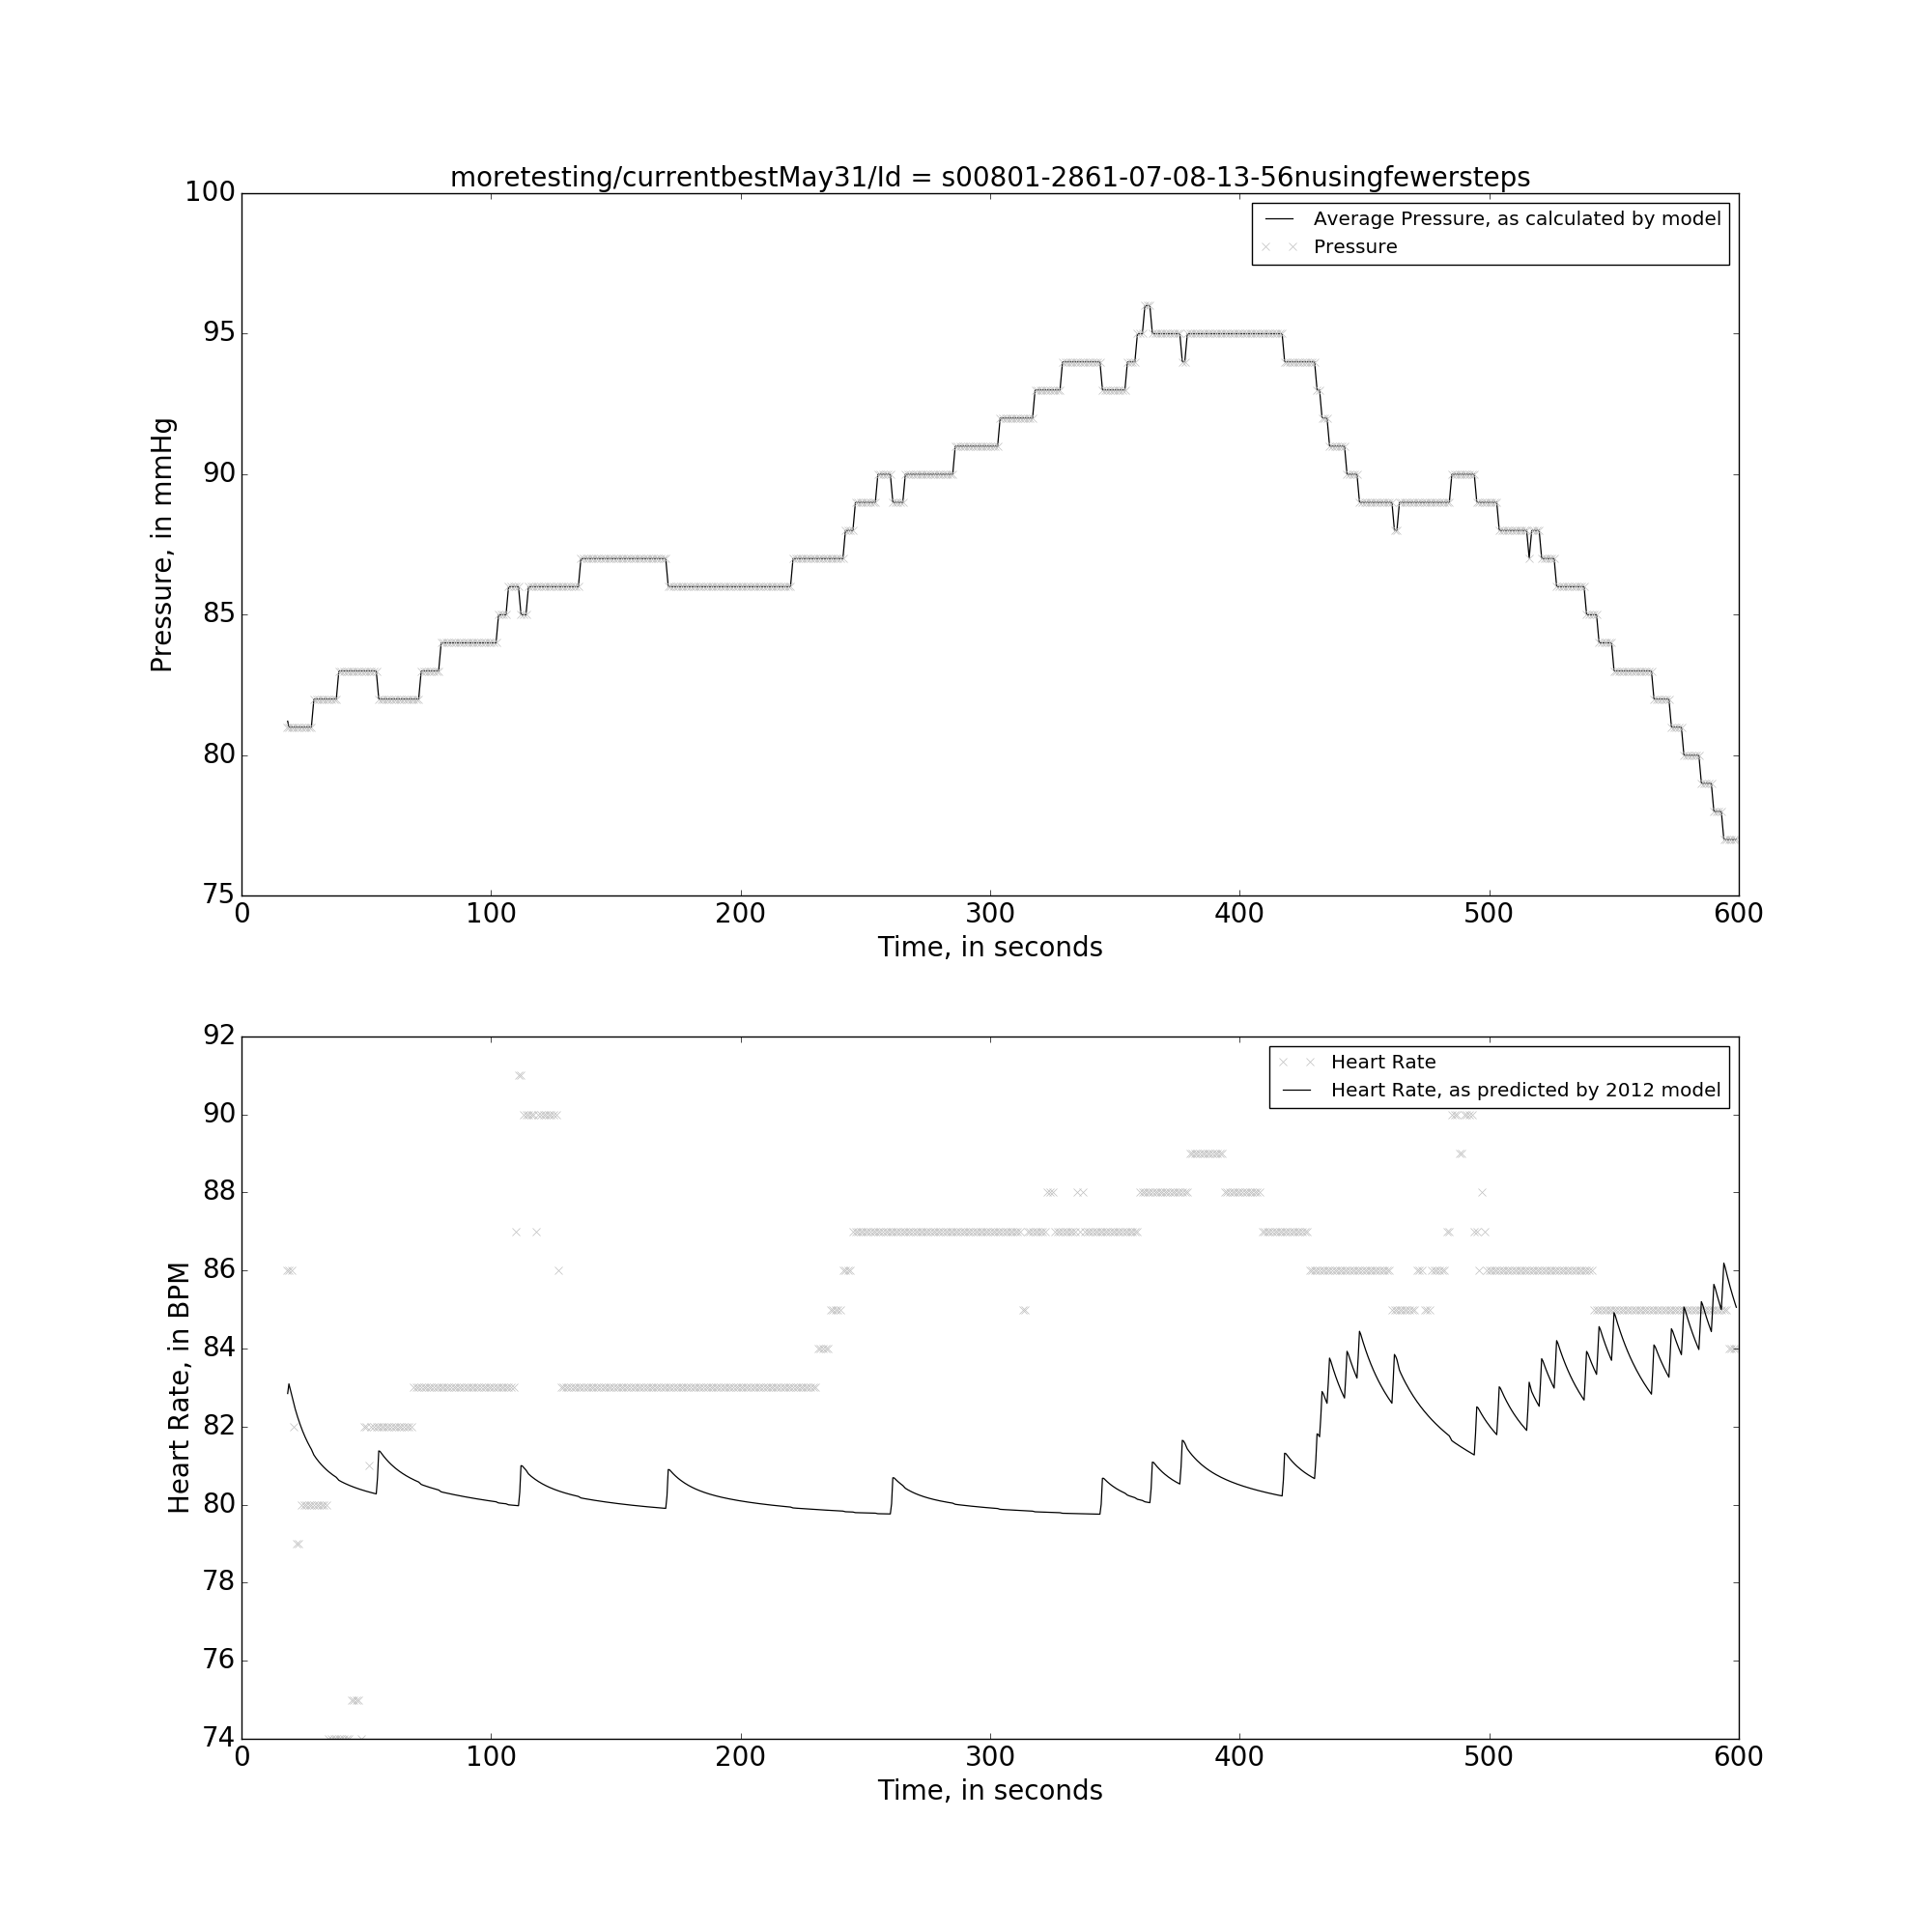 moretesting/currentbestMay31/Id = s00801-2861-07-08-13-56nusingfewersteps
100
95
90
85
80
75
Pressure, in mmHg
Average Pressure, as calculated by model
Pressure
0 100 200 300 400 500 600
Time, in seconds
92
90
88
86
84
82
80
78
76
74
Heart Rate, in BPM
Heart Rate
Heart Rate, as predicted by 2012 model
0 100 200 300 400 500 600
Time, in seconds